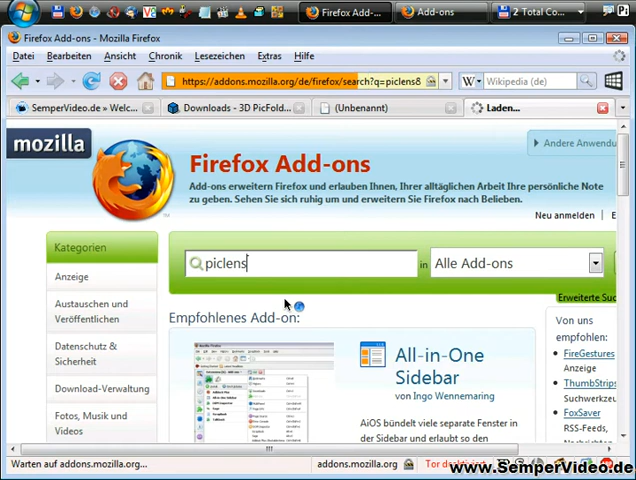 Firefox Ad-...
Add-ons
2 Total Co...
Firefox Add-ons - Mozilla Firefox
Datei Bearbeiten Ansicht Chronik Lesezeichen Extras Hilfe
https://addons.mozilla.org/de/firefox/search?q=piclens&
W Wikipedia (de)
SemperVideo.de » Welc...
Downloads - 3D PicFold...
(Unbenannt)
Laden...
mozilla
Andere Anwendu
Firefox Add-ons
Add-ons erweitern Firefox und erlauben Ihnen, Ihrer alltäglichen Arbeit Ihre persönliche Note
zu geben. Sehen Sie sich ruhig um und erweitern Sie Firefox nach Belieben.
Neu anmelden
Kategorien
Anzeige
Austauschen und
Veröffentlichen
Datenschutz &
Sicherheit
Download-Verwaltung
Fotos, Musik und
Videos
piclens
in
Alle Add-ons
Erweiterte Suc
Empfohlenes Add-on:
All-in-One
Sidebar
von Ingo Wennemaring
AiOS bündelt viele separate Fenster in
der Sidebar und erlaubt so den
Von uns
empfohlen:
FireGestures
Anzeige
ThumbStrips
Suchwerkze
FoxSaver
RSS-Feeds,
Nachrichten
Warten auf addons.mozilla.org...
addons.mozilla.org
www.SemperVideo.de